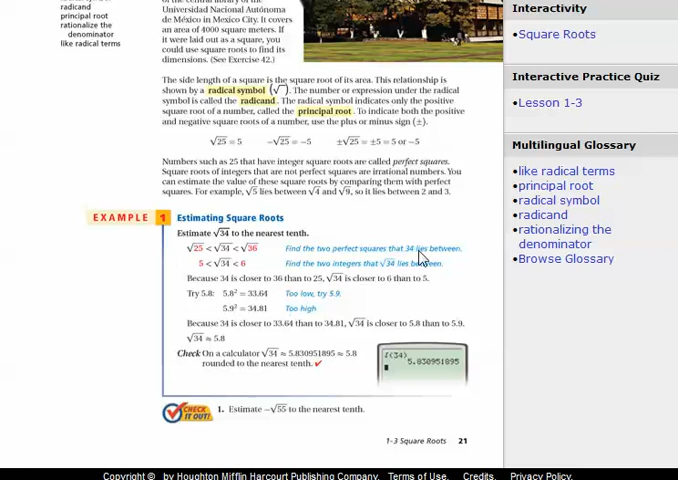 radicand
principal root
rationalize the
denominator
like radical terms
of the central library of the
Universidad Nacional Autónoma
de México in Mexico City. It covers
an area of 4000 square meters. If
it were laid out as a square, you
could use square roots to find its
dimensions. (See Exercise 42.)
The side length of a square is the square root of its area. This relationship is
shown by a radical symbol (√ ). The number or expression under the radical
symbol is called the radicand. The radical symbol indicates only the positive
square root of a number, called the principal root. To indicate both the positive
and negative square roots of a number, use the plus or minus sign (±).
√25 = 5 −√25 = −5 ±√25 = ±5 = 5 or −5
Numbers such as 25 that have integer square roots are called perfect squares.
Square roots of integers that are not perfect squares are irrational numbers. You
can estimate the value of these square roots by comparing them with perfect
squares. For example, √5 lies between √4 and √9, so it lies between 2 and 3.
EXAMPLE 1 Estimating Square Roots
Estimate √34 to the nearest tenth.
√25 < √34 < √36 Find the two perfect squares that 34 lies between.
5 < √34 < 6 Find the two integers that √34 lies between.
Because 34 is closer to 36 than to 25, √34 is closer to 6 than to 5.
Try 5.8: 5.8² = 33.64 Too low, try 5.9.
5.9² = 34.81 Too high
Because 34 is closer to 33.64 than to 34.81, √34 is closer to 5.8 than to 5.9.
√34 ≈ 5.8
Check On a calculator √34 ≈ 5.830951895 ≈ 5.8
rounded to the nearest tenth. ✓
√(34)
5.830951895
CHECK IT OUT! 1. Estimate −√55 to the nearest tenth.
1-3 Square Roots 21
Interactivity
•Square Roots
Interactive Practice Quiz
•Lesson 1-3
Multilingual Glossary
•like radical terms
•principal root
•radical symbol
•radicand
•rationalizing the
denominator
•Browse Glossary
Copyright © by Houghton Mifflin Harcourt Publishing Company. Terms of Use. Credits. Privacy Policy.